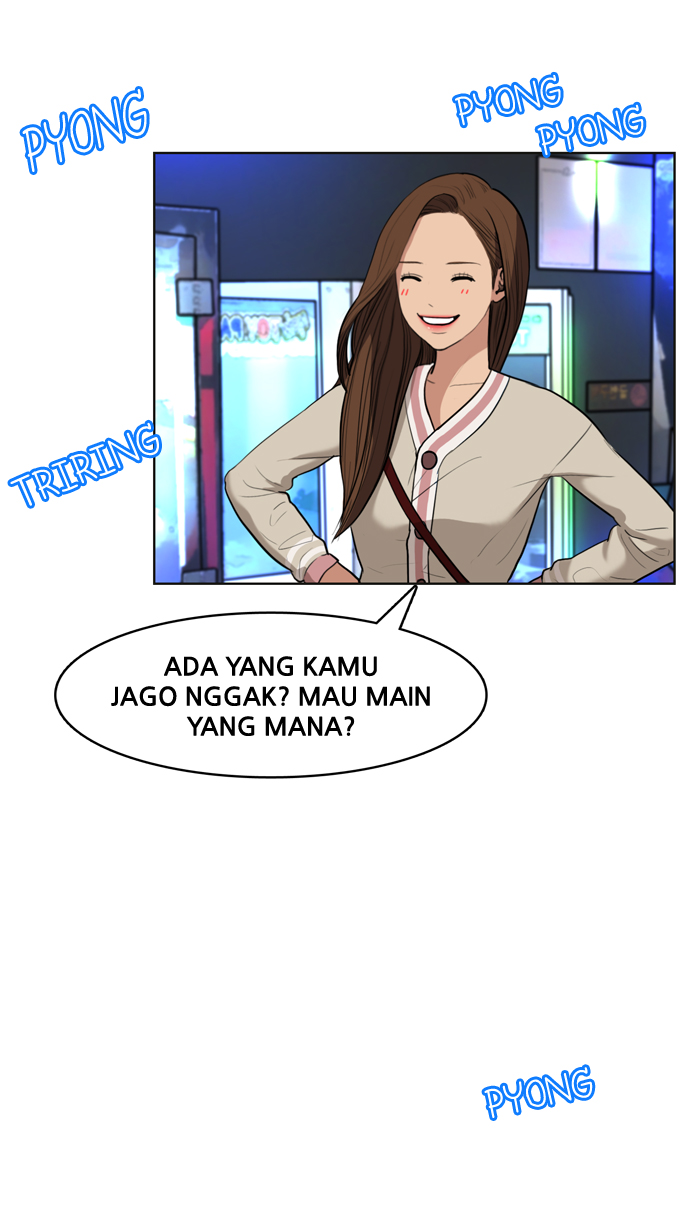 PYONG
PYONG
PYONG
TRIRING
ADA YANG KAMU
JAGO NGGAK? MAU MAIN
YANG MANA?
PYONG